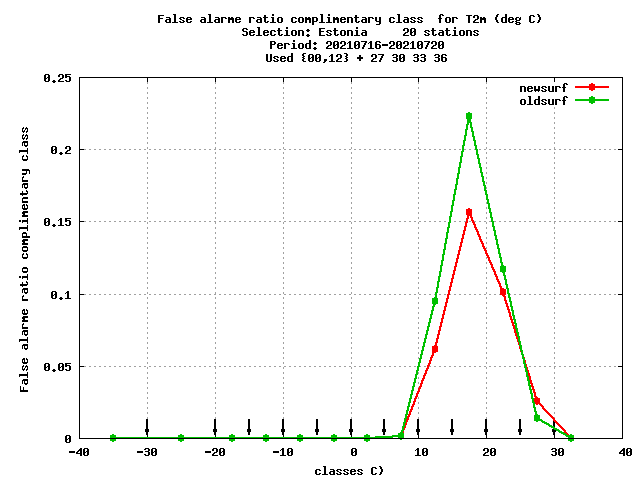 False alarme ratio complimentary class  for T2m (deg C)
Selection: Estonia     20 stations
Period: 20210716-20210720
Used {00,12} + 27 30 33 36
newsurf
oldsurf
False alarme ratio complimentary class
0.25
0.2
0.15
0.1
0.05
0
-40 -30 -20 -10 0 10 20 30 40
classes C)